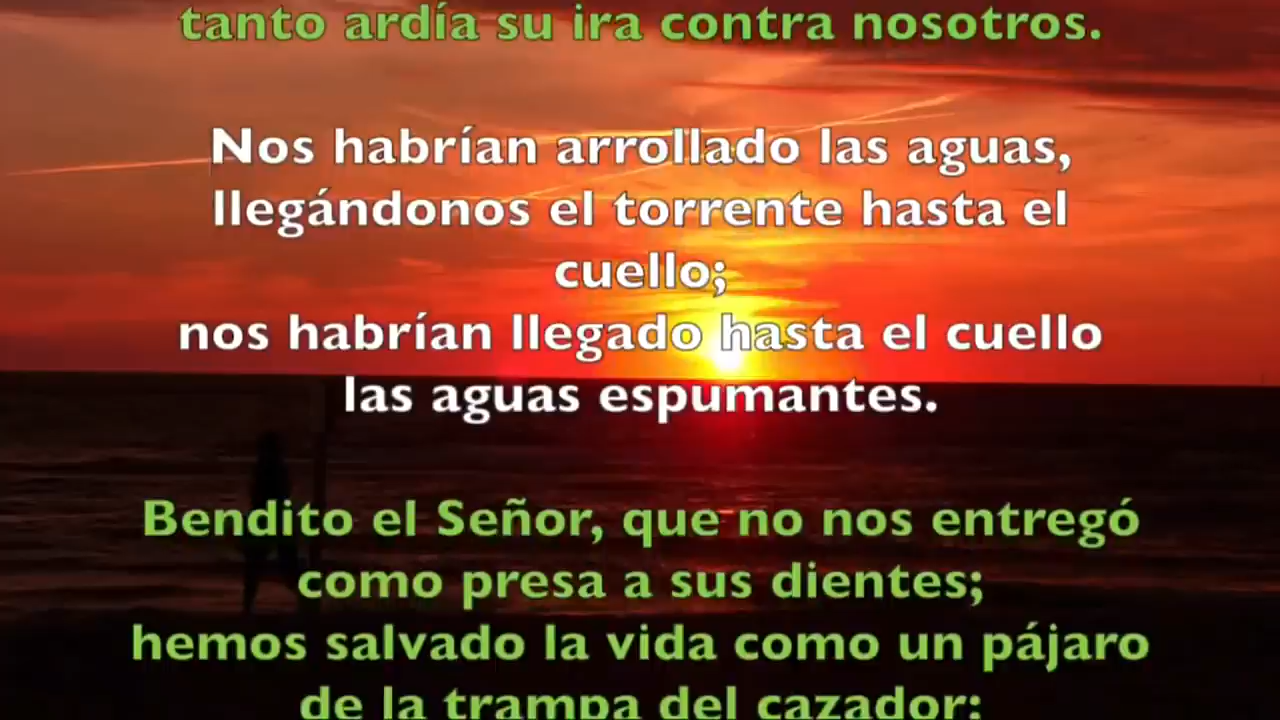 tanto ardía su ira contra nosotros.
Nos habrían arrollado las aguas,
llegándonos el torrente hasta el
cuello;
nos habrían llegado hasta el cuello
las aguas espumantes.
Bendito el Señor, que no nos entregó
como presa a sus dientes;
hemos salvado la vida como un pájaro
de la trampa del cazador: